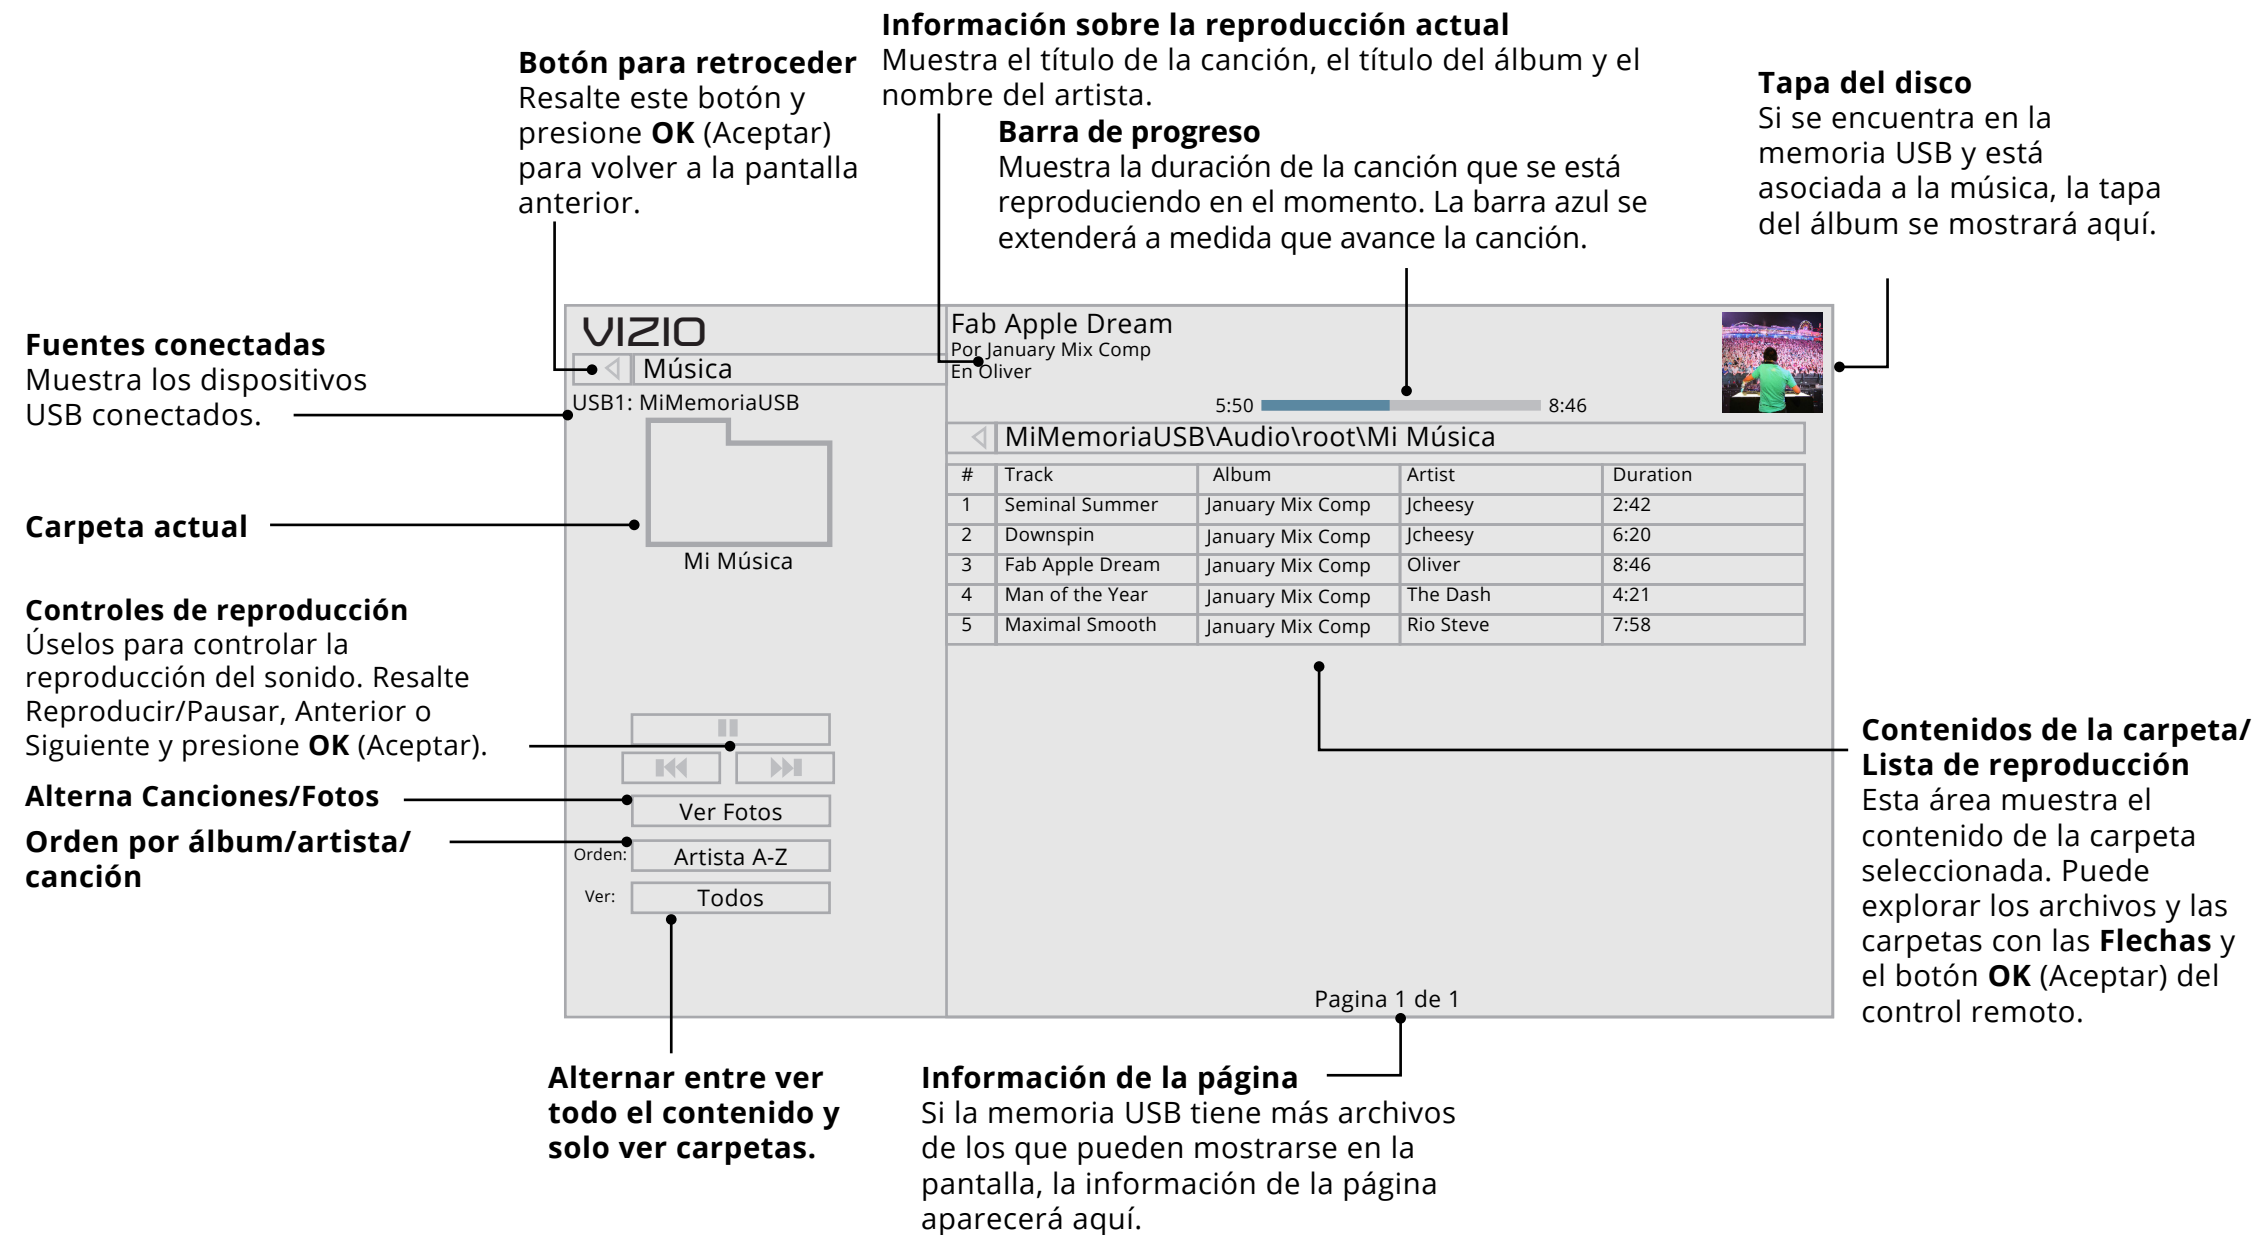 Información sobre la reproducción actual
Muestra el título de la canción, el título del álbum y el
nombre del artista.
Botón para retroceder
Resalte este botón y
presione OK (Aceptar)
para volver a la pantalla
anterior.
Barra de progreso
Muestra la duración de la canción que se está
reproduciendo en el momento. La barra azul se
extenderá a medida que avance la canción.
Tapa del disco
Si se encuentra en la
memoria USB y está
asociada a la música, la tapa
del álbum se mostrará aquí.
Fuentes conectadas
Muestra los dispositivos
USB conectados.
Carpeta actual
Controles de reproducción
Úselos para controlar la
reproducción del sonido. Resalte
Reproducir/Pausar, Anterior o
Siguiente y presione OK (Aceptar).
Alterna Canciones/Fotos
Orden por álbum/artista/
canción
VIZIO
Música
USB1: MiMemoriaUSB
Mi Música
Ver Fotos
Orden: Artista A-Z
Ver: Todos
Fab Apple Dream
Por January Mix Comp
En Oliver
5:50 8:46
MiMemoriaUSB\Audio\root\Mi Música
# Track Album Artist Duration
1 Seminal Summer January Mix Comp Jcheesy 2:42
2 Downspin January Mix Comp Jcheesy 6:20
3 Fab Apple Dream January Mix Comp Oliver 8:46
4 Man of the Year January Mix Comp The Dash 4:21
5 Maximal Smooth January Mix Comp Rio Steve 7:58
Pagina 1 de 1
Contenidos de la carpeta/
Lista de reproducción
Esta área muestra el
contenido de la carpeta
seleccionada. Puede
explorar los archivos y las
carpetas con las Flechas y
el botón OK (Aceptar) del
control remoto.
Alternar entre ver
todo el contenido y
solo ver carpetas.
Información de la página
Si la memoria USB tiene más archivos
de los que pueden mostrarse en la
pantalla, la información de la página
aparecerá aquí.